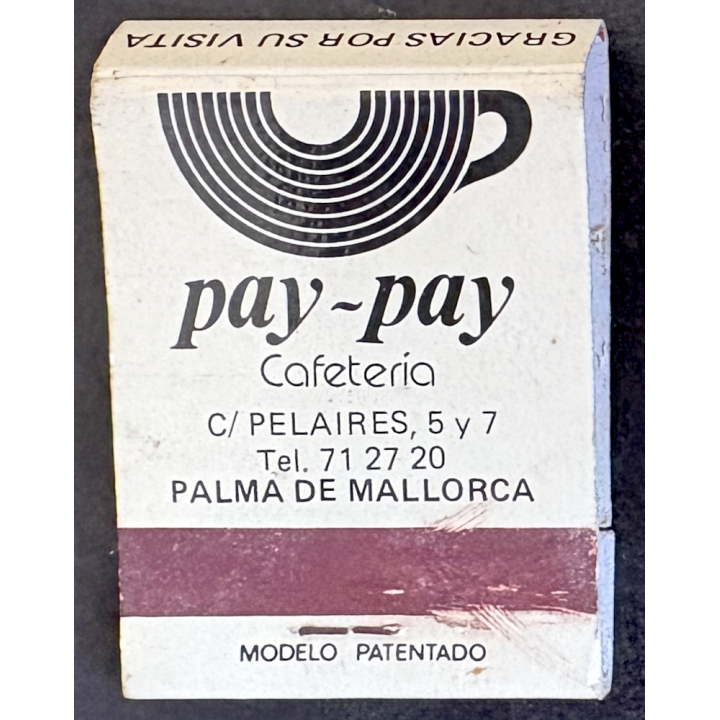 GRACIAS POR SU VISITA
pay-pay
Cafetería
C/ PELAIRES, 5 y 7
Tel. 71 27 20
PALMA DE MALLORCA
MODELO PATENTADO